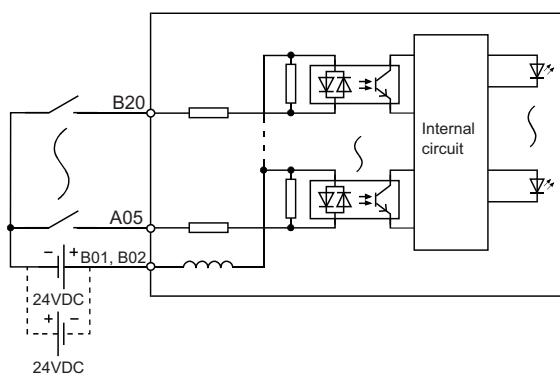 B20
Internal
circuit
A05
− + B01, B02
24VDC
+ −
24VDC